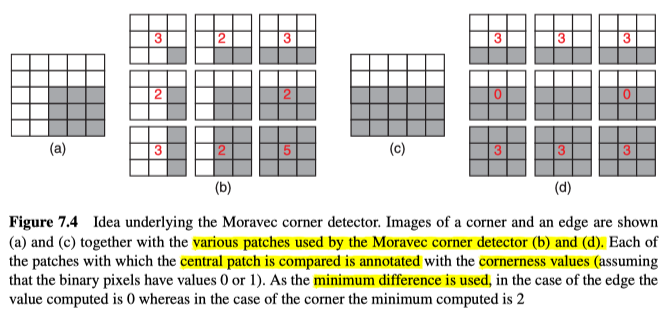 3 2 3 3 3 3
2 2 0 0
(a) (c)
3 2 5 3 3 3
(b) (d)
Figure 7.4 Idea underlying the Moravec corner detector. Images of a corner and an edge are shown
(a) and (c) together with the various patches used by the Moravec corner detector (b) and (d). Each of
the patches with which the central patch is compared is annotated with the cornerness values (assuming
that the binary pixels have values 0 or 1). As the minimum difference is used, in the case of the edge the
value computed is 0 whereas in the case of the corner the minimum computed is 2